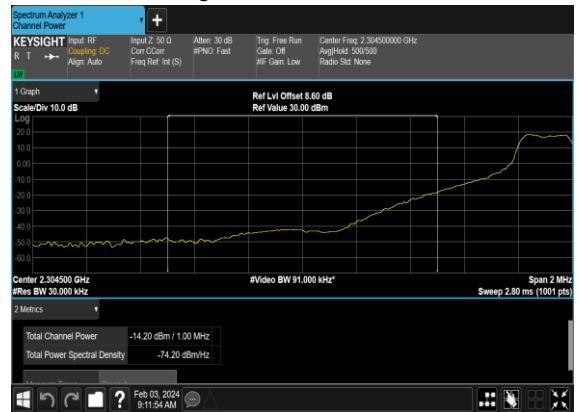 Spectrum Analyzer 1
Channel Power
+
KEYSIGHT Input: RF Input Z: 50 Ω Atten: 30 dB Trig: Free Run Center Freq: 2.304500000 GHz
R T Coupling: DC Corr CCorr #PNO: Fast Gate: Off Avg|Hold: 500/500
Align: Auto Freq Ref: Int (S) #IF Gain: Low Radio Std: None
LM
1 Graph
Ref Lvl Offset 8.60 dB
Scale/Div 10.0 dB Ref Value 30.00 dBm
Log
20.0
10.0
0.00
-10.0
-20.0
-30.0
-40.0
-50.0
-60.0
Center 2.304500 GHz #Video BW 91.000 kHz* Span 2 MHz
#Res BW 30.000 kHz Sweep 2.80 ms (1001 pts)
2 Metrics
Total Channel Power -14.20 dBm / 1.00 MHz
Total Power Spectral Density -74.20 dBm/Hz
?
Feb 03, 2024
9:11:54 AM